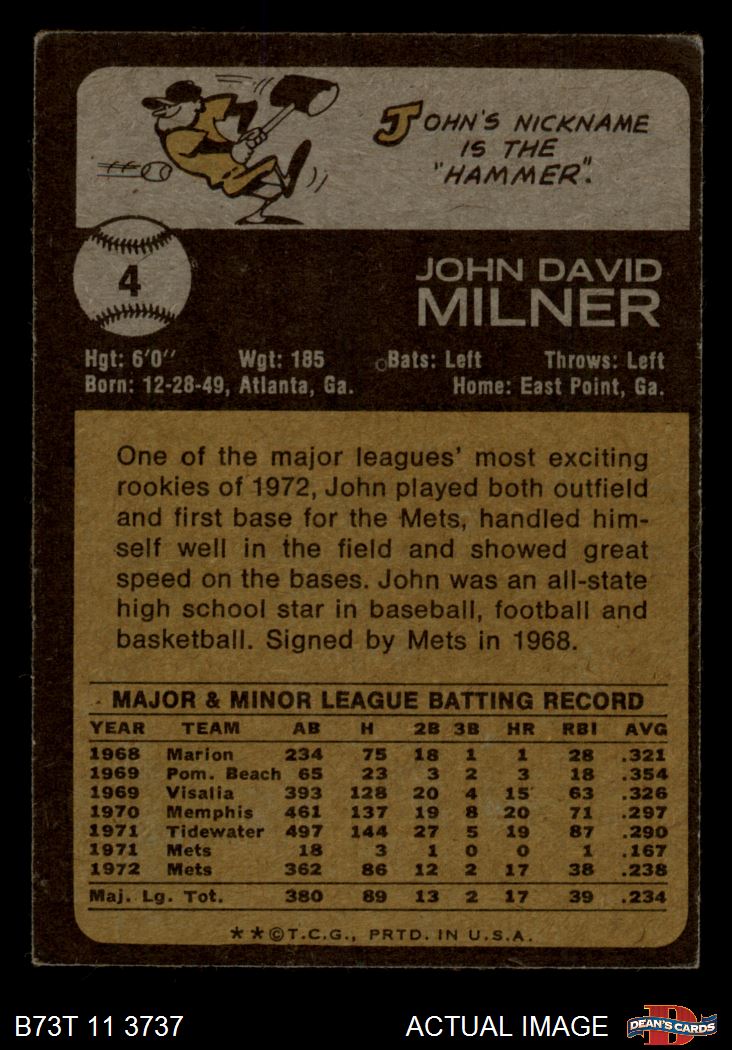 JOHN'S NICKNAME
IS THE
"HAMMER".
4
JOHN DAVID
MILNER
Hgt: 6'0" Wgt: 185 Bats: Left Throws: Left
Born: 12-28-49, Atlanta, Ga. Home: East Point, Ga.
One of the major leagues' most exciting
rookies of 1972, John played both outfield
and first base for the Mets, handled him-
self well in the field and showed great
speed on the bases. John was an all-state
high school star in baseball, football and
basketball. Signed by Mets in 1968.
MAJOR & MINOR LEAGUE BATTING RECORD
YEAR TEAM AB H 2B 3B HR RBI AVG
1968 Marion 234 75 18 1 1 28 .321
1969 Pom. Beach 65 23 3 2 3 18 .354
1969 Visalia 393 128 20 4 15 63 .326
1970 Memphis 461 137 19 8 20 71 .297
1971 Tidewater 497 144 27 5 19 87 .290
1971 Mets 18 3 1 0 0 1 .167
1972 Mets 362 86 12 2 17 38 .238
Maj. Lg. Tot. 380 89 13 2 17 39 .234
**©T.C.G., PRTD. IN U.S.A.
B73T 11 3737 ACTUAL IMAGE
DEAN'S CARDS